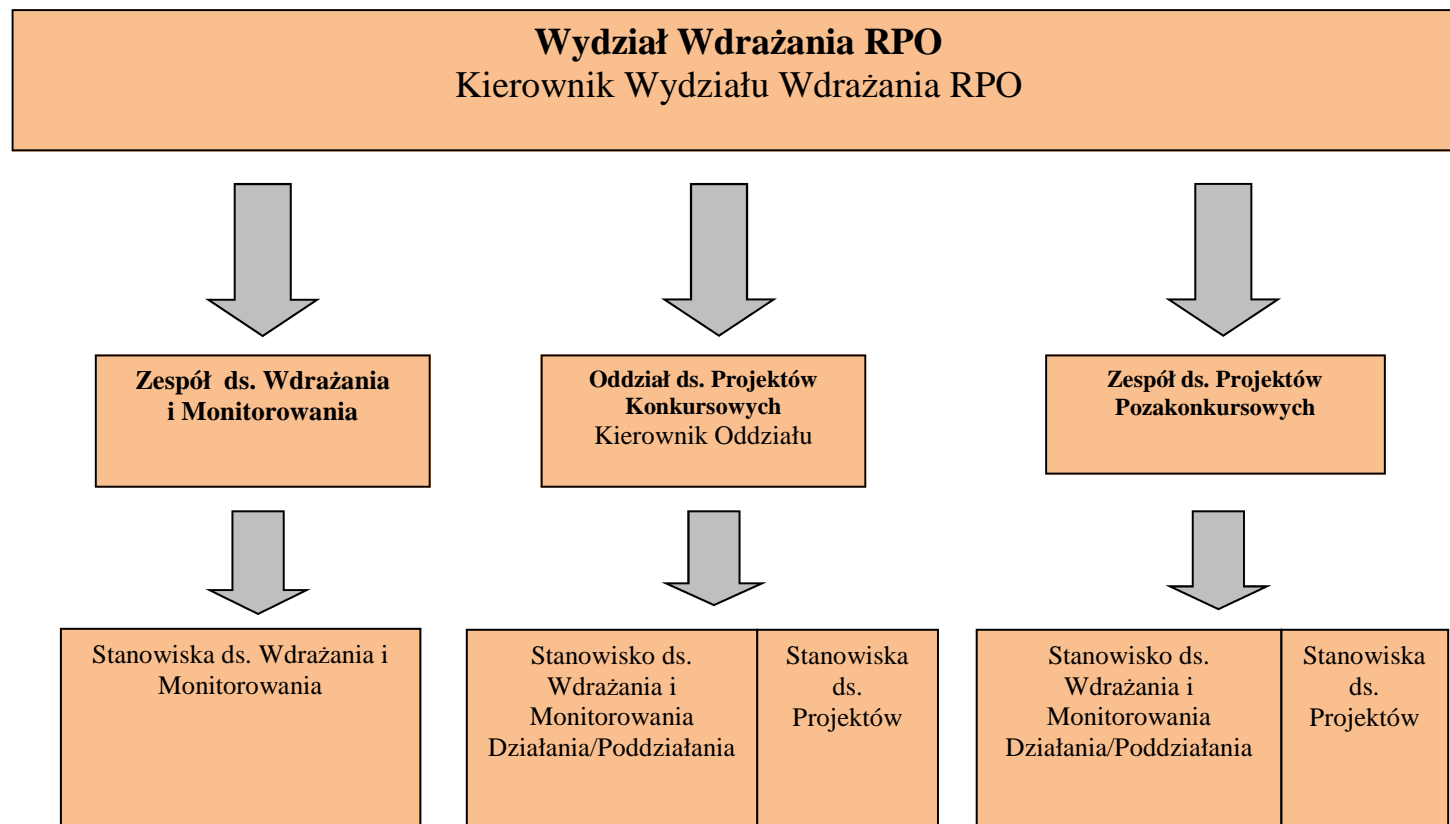 Wydział Wdrażania RPO
Kierownik Wydziału Wdrażania RPO
Zespół ds. Wdrażania
i Monitorowania
Oddział ds. Projektów
Konkursowych
Kierownik Oddziału
Zespół ds. Projektów
Pozakonkursowych
Stanowiska ds. Wdrażania i
Monitorowania
Stanowisko ds.
Wdrażania i
Monitorowania
Działania/Poddziałania
Stanowiska
ds.
Projektów
Stanowisko ds.
Wdrażania i
Monitorowania
Działania/Poddziałania
Stanowiska
ds.
Projektów